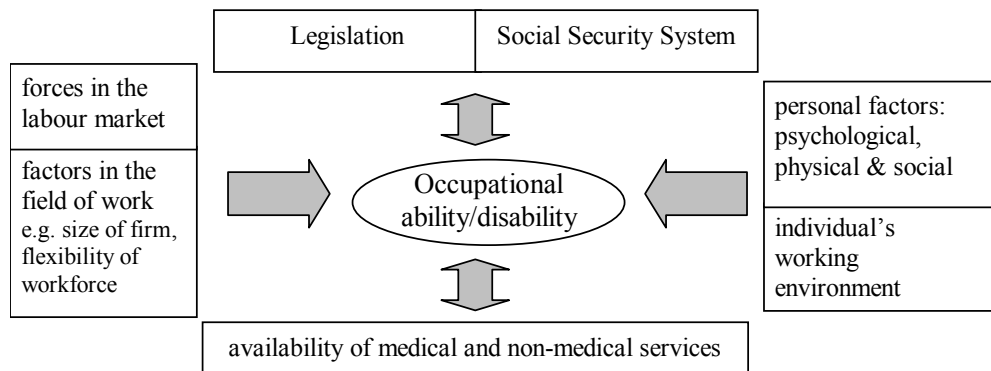 Legislation
Social Security System
forces in the
labour market
factors in the
field of work
e.g. size of firm,
flexibility of
workforce
Occupational
ability/disability
personal factors:
psychological,
physical & social
individual’s
working
environment
availability of medical and non-medical services